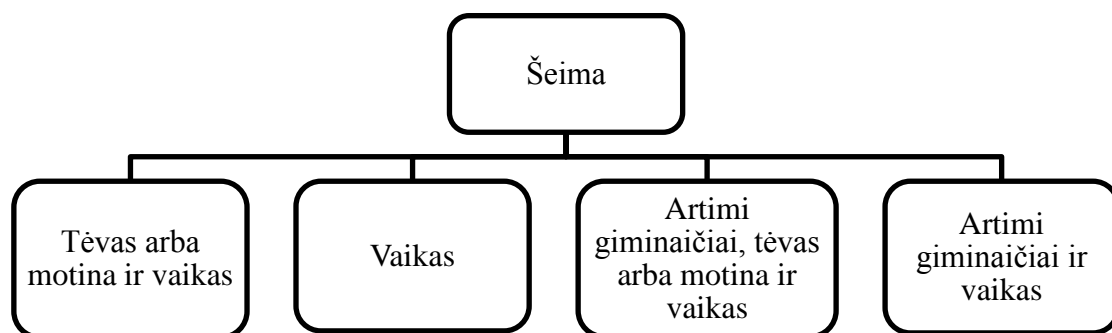 Šeima
Tėvas arba
motina ir vaikas
Vaikas
Artimi
giminaičiai, tėvas
arba motina ir
vaikas
Artimi
giminaičiai ir
vaikas